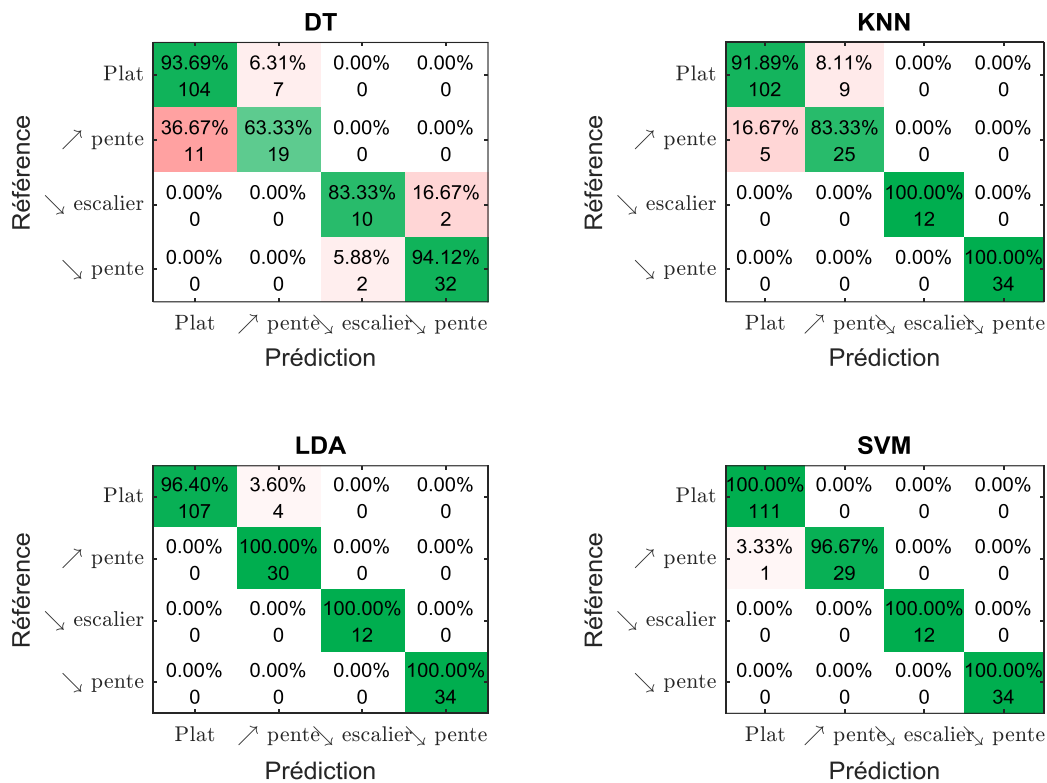 DT
Référence
Plat
↗ pente
↘ escalier
↘ pente
93.69% 6.31% 0.00% 0.00%
104 7 0 0
36.67% 63.33% 0.00% 0.00%
11 19 0 0
0.00% 0.00% 83.33% 16.67%
0 0 10 2
0.00% 0.00% 5.88% 94.12%
0 0 2 32
Plat ↗ pente ↘ escalier ↘ pente
Prédiction
KNN
Référence
Plat
↗ pente
↘ escalier
↘ pente
91.89% 8.11% 0.00% 0.00%
102 9 0 0
16.67% 83.33% 0.00% 0.00%
5 25 0 0
0.00% 0.00% 100.00% 0.00%
0 0 12 0
0.00% 0.00% 0.00% 100.00%
0 0 0 34
Plat ↗ pente ↘ escalier ↘ pente
Prédiction
LDA
Référence
Plat
↗ pente
↘ escalier
↘ pente
96.40% 3.60% 0.00% 0.00%
107 4 0 0
0.00% 100.00% 0.00% 0.00%
0 30 0 0
0.00% 0.00% 100.00% 0.00%
0 0 12 0
0.00% 0.00% 0.00% 100.00%
0 0 0 34
Plat ↗ pente ↘ escalier ↘ pente
Prédiction
SVM
Référence
Plat
↗ pente
↘ escalier
↘ pente
100.00% 0.00% 0.00% 0.00%
111 0 0 0
3.33% 96.67% 0.00% 0.00%
1 29 0 0
0.00% 0.00% 100.00% 0.00%
0 0 12 0
0.00% 0.00% 0.00% 100.00%
0 0 0 34
Plat ↗ pente ↘ escalier ↘ pente
Prédiction